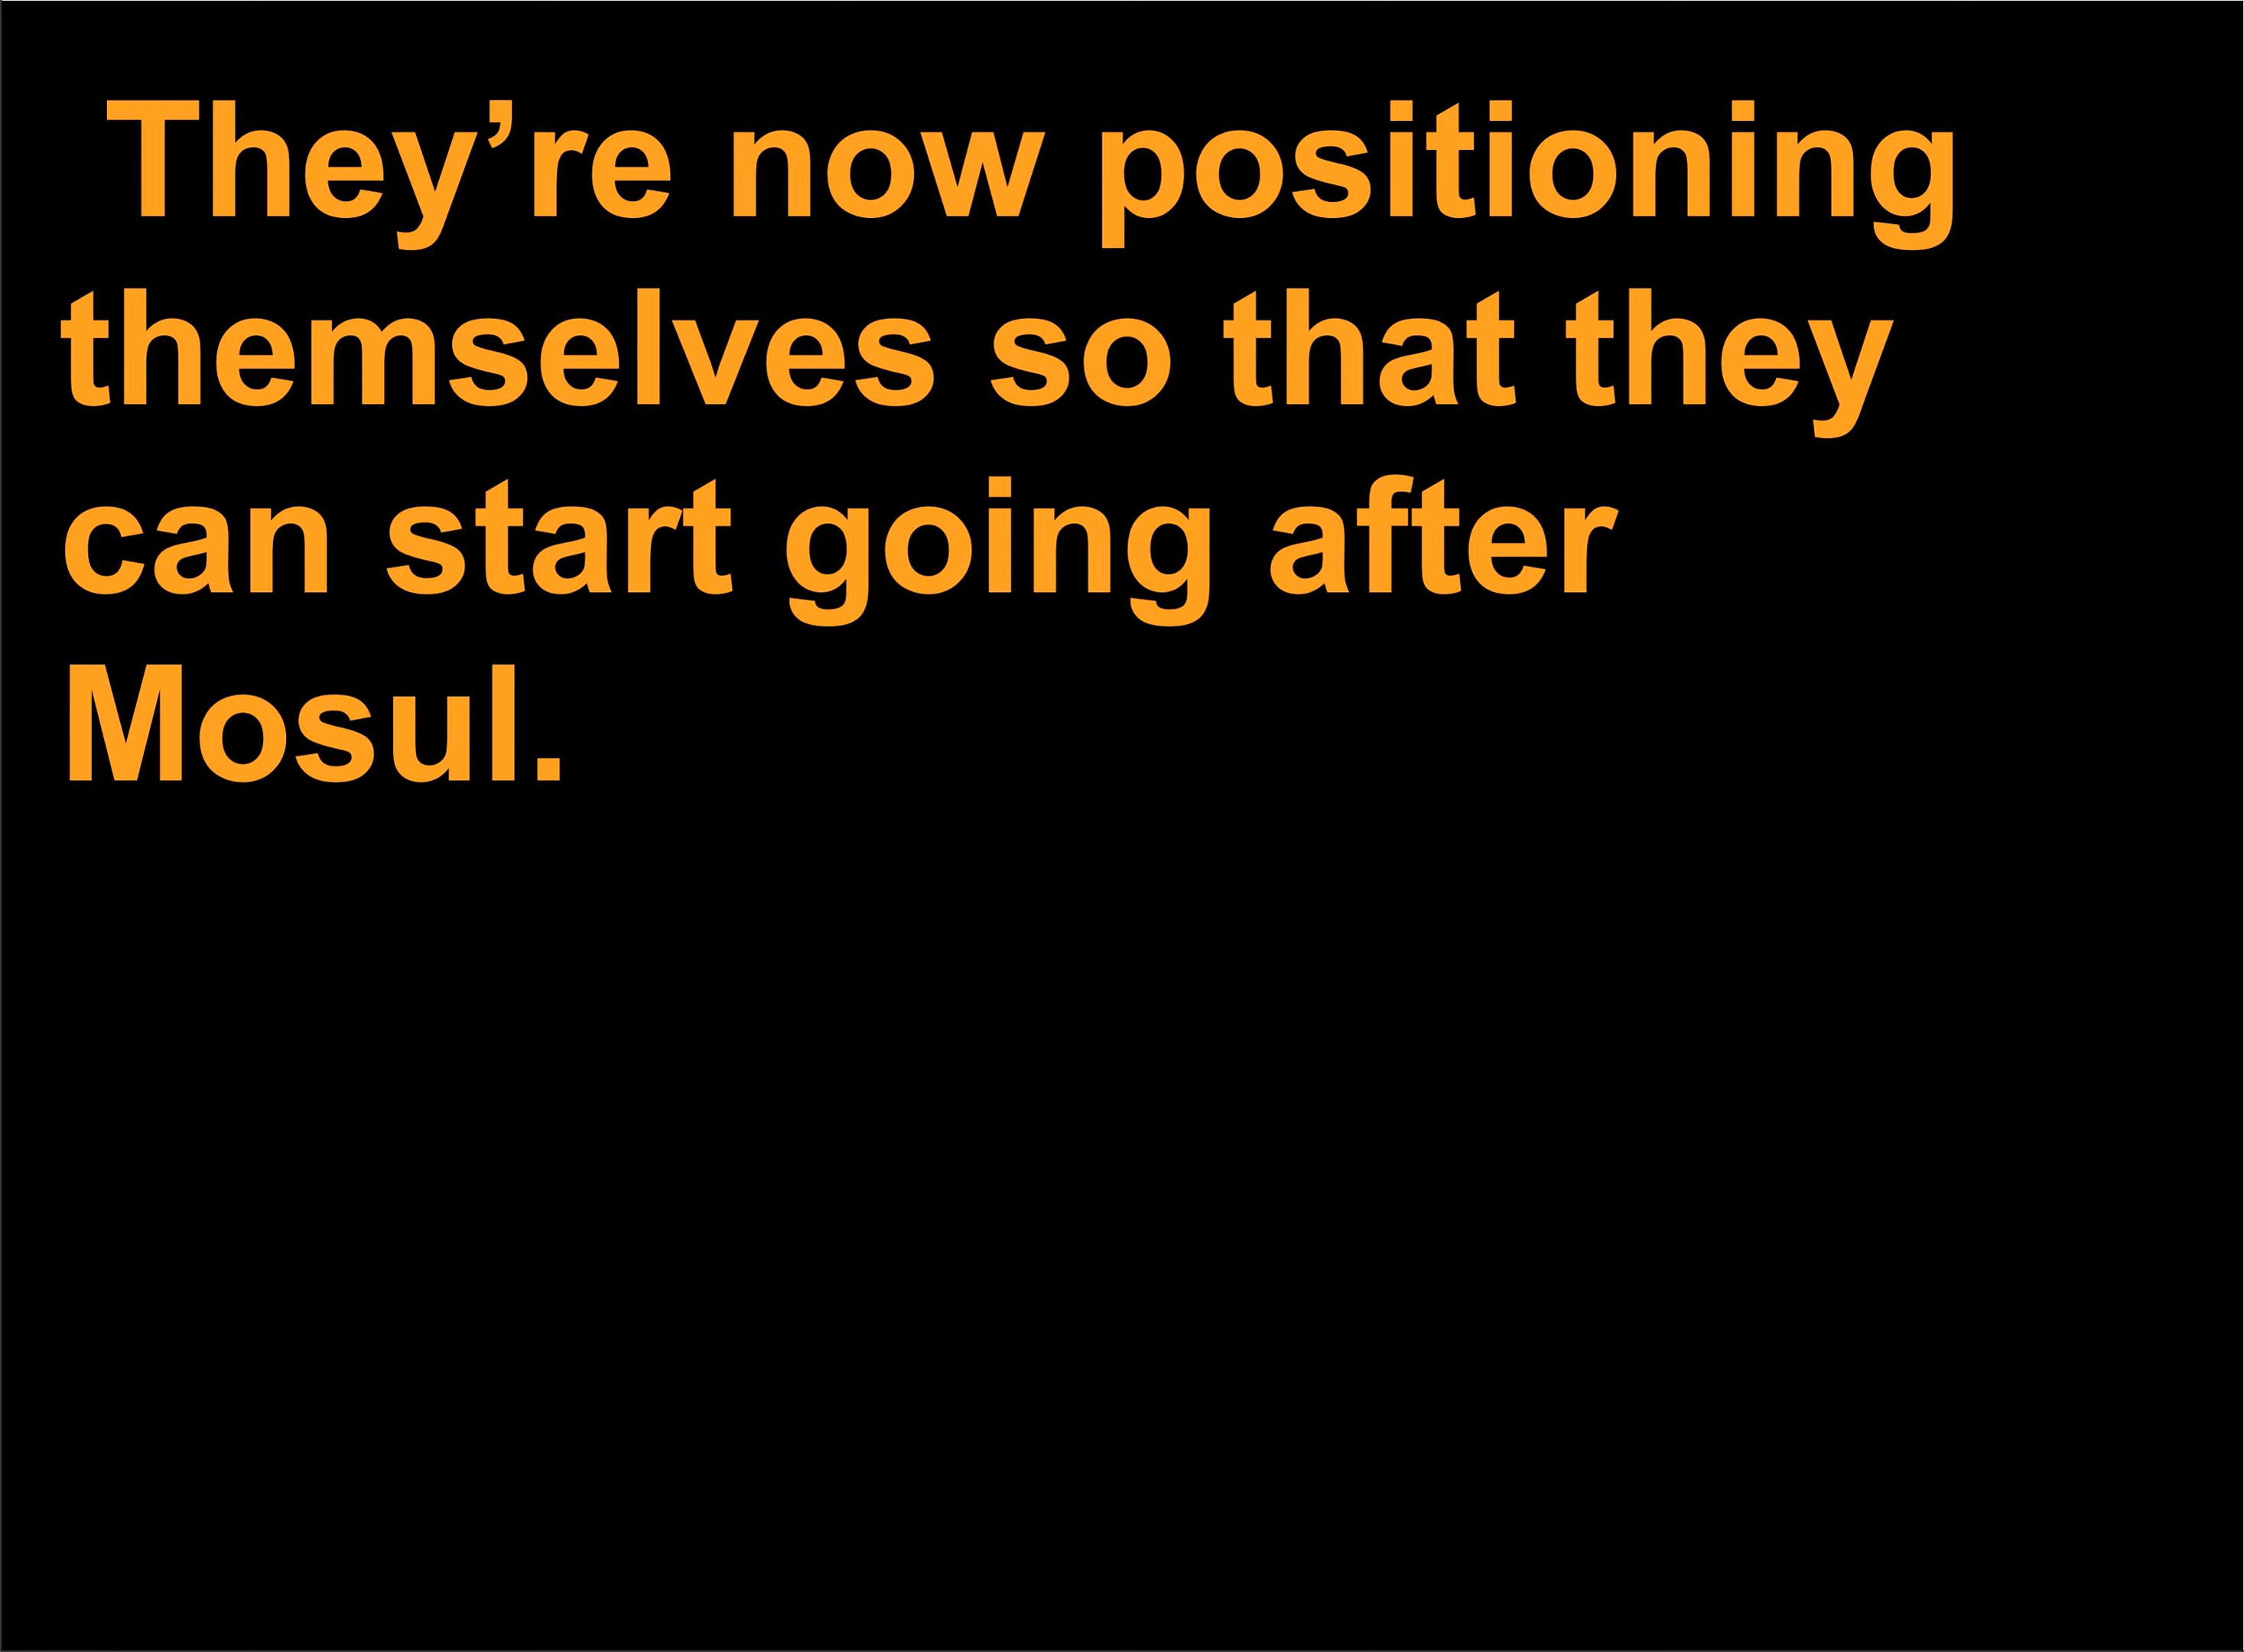 They’re now positioning
themselves so that they
can start going after
Mosul.